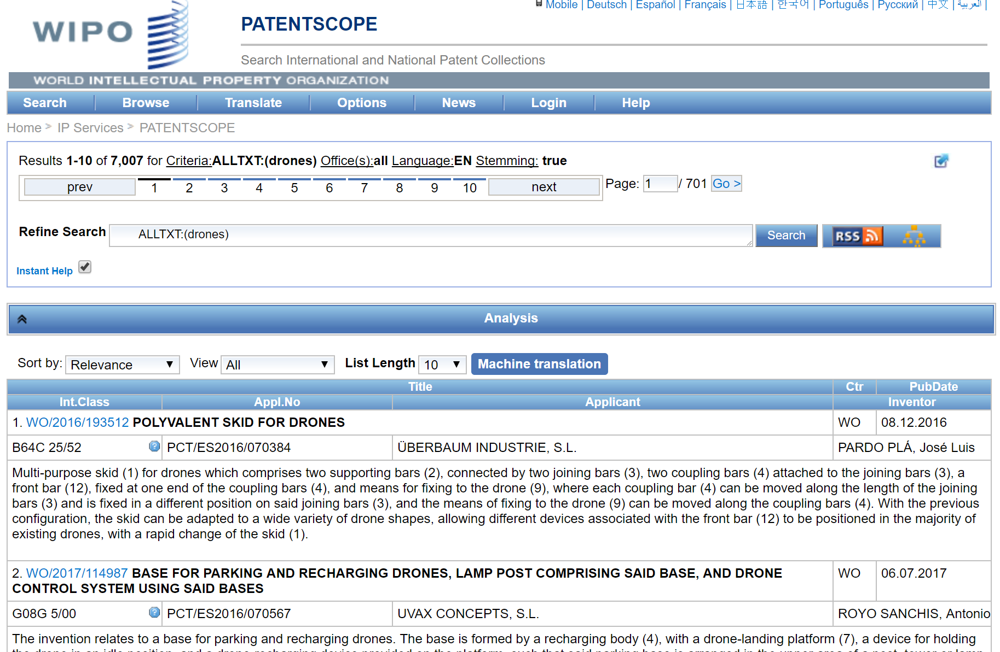 Mobile | Deutsch | Español | Français | 日本語 | 한국어 | Português | Русский | 中文 | العربية |
WIPO
PATENTSCOPE
Search International and National Patent Collections
WORLD INTELLECTUAL PROPERTY ORGANIZATION
Search Browse Translate Options News Login Help
Home > IP Services > PATENTSCOPE
Results 1-10 of 7,007 for Criteria:ALLTXT:(drones) Office(s):all Language:EN Stemming: true
prev 1 2 3 4 5 6 7 8 9 10 next Page: 1 / 701 Go >
Refine Search ALLTXT:(drones) Search RSS
Instant Help
Analysis
Sort by: Relevance View All List Length 10 Machine translation
Title Ctr PubDate
Int.Class Appl.No Applicant Inventor
1. WO/2016/193512 POLYVALENT SKID FOR DRONES WO 08.12.2016
B64C 25/52 PCT/ES2016/070384 ÜBERBAUM INDUSTRIE, S.L. PARDO PLÁ, José Luis
Multi-purpose skid (1) for drones which comprises two supporting bars (2), connected by two joining bars (3), two coupling bars (4) attached to the joining bars (3), a
front bar (12), fixed at one end of the coupling bars (4), and means for fixing to the drone (9), where each coupling bar (4) can be moved along the length of the joining
bars (3) and is fixed in a different position on said joining bars (3), and the means of fixing to the drone (9) can be moved along the coupling bars (4). With the previous
configuration, the skid can be adapted to a wide variety of drone shapes, allowing different devices associated with the front bar (12) to be positioned in the majority of
existing drones, with a rapid change of the skid (1).
2. WO/2017/114987 BASE FOR PARKING AND RECHARGING DRONES, LAMP POST COMPRISING SAID BASE, AND DRONE WO 06.07.2017
CONTROL SYSTEM USING SAID BASES
G08G 5/00 PCT/ES2016/070567 UVAX CONCEPTS, S.L. ROYO SANCHIS, Antonio
The invention relates to a base for parking and recharging drones. The base is formed by a recharging body (4), with a drone-landing platform (7), a device for holding